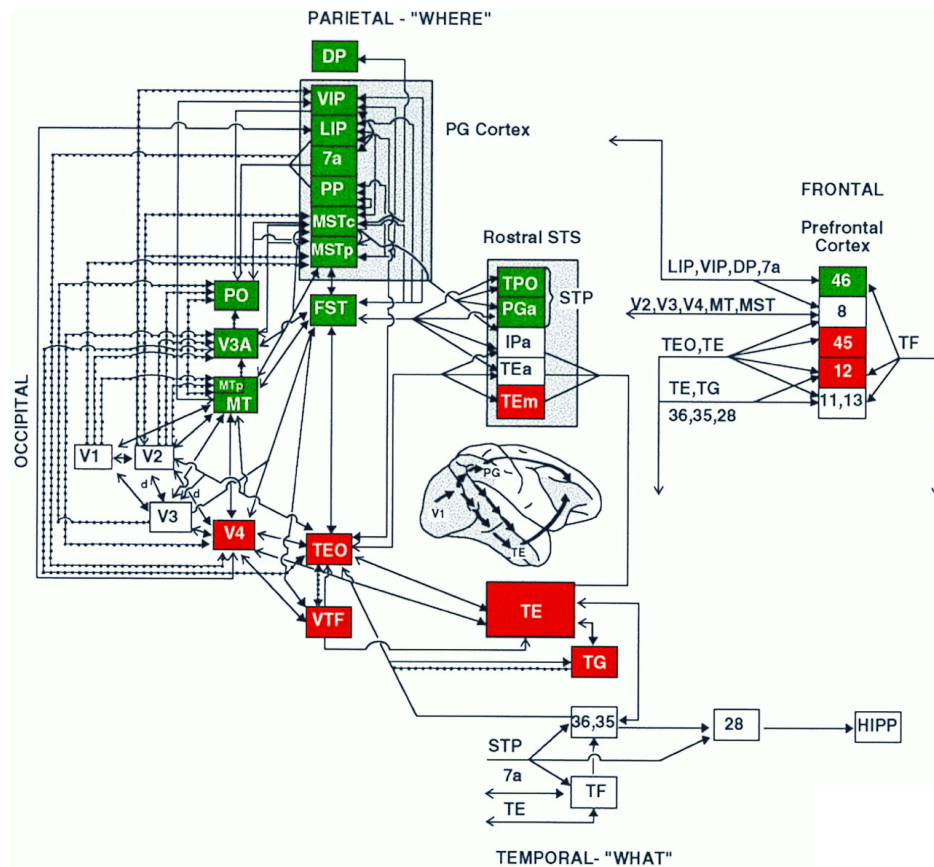 PARIETAL - "WHERE"
DP
VIP
LIP
7a
PP
MSTc
MSTp
PG Cortex
FRONTAL
Prefrontal
Cortex
Rostral STS
LIP,VIP,DP,7a
46
TPO
PGa
STP
PO
FST
V2,V3,V4,MT,MST
8
V3A
IPa
TEO,TE
45
TF
TEa
12
MTp
MT
TEm
TE,TG
11,13
36,35,28
OCCIPITAL
V1
V2
d
d
V3
PG
V1
TE
V4
TEO
VTF
TE
TG
36,35
28
HIPP
STP
7a
TF
TE
TEMPORAL- "WHAT"